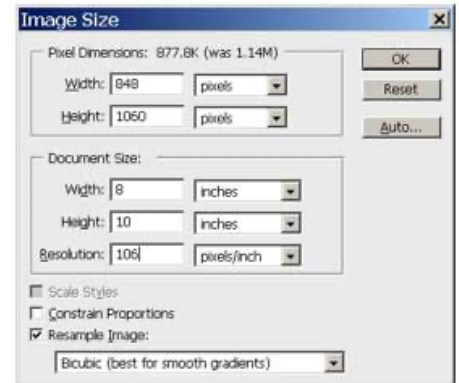 Image Size
Pixel Dimensions: 877.8K (was 1.14M)
Width: 848 pixels
Height: 1060 pixels
OK
Reset
Auto...
Document Size:
Width: 8 inches
Height: 10 inches
Resolution: 106 pixels/inch
Scale Styles
Constrain Proportions
Resample Image:
Bicubic (best for smooth gradients)